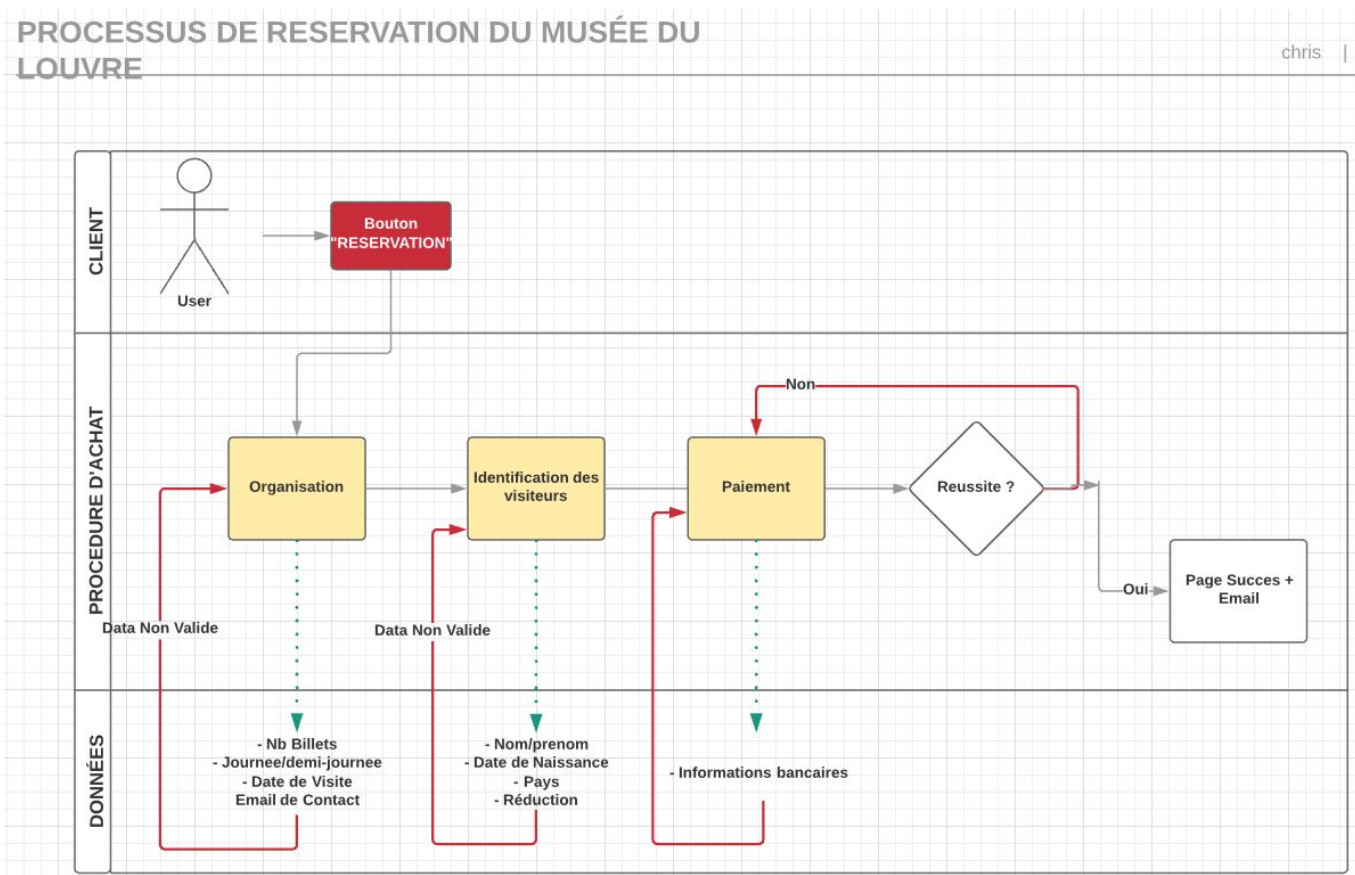 PROCESSUS DE RESERVATION DU MUSÉE DU
LOUVRE
chris |
CLIENT
User
Bouton
"RESERVATION"
PROCEDURE D'ACHAT
Non
Organisation
Identification des
visiteurs
Paiement
Reussite ?
Oui
Page Succes +
Email
Data Non Valide
Data Non Valide
DONNÉES
- Nb Billets
- Journee/demi-journee
- Date de Visite
Email de Contact
- Nom/prenom
- Date de Naissance
- Pays
- Réduction
- Informations bancaires